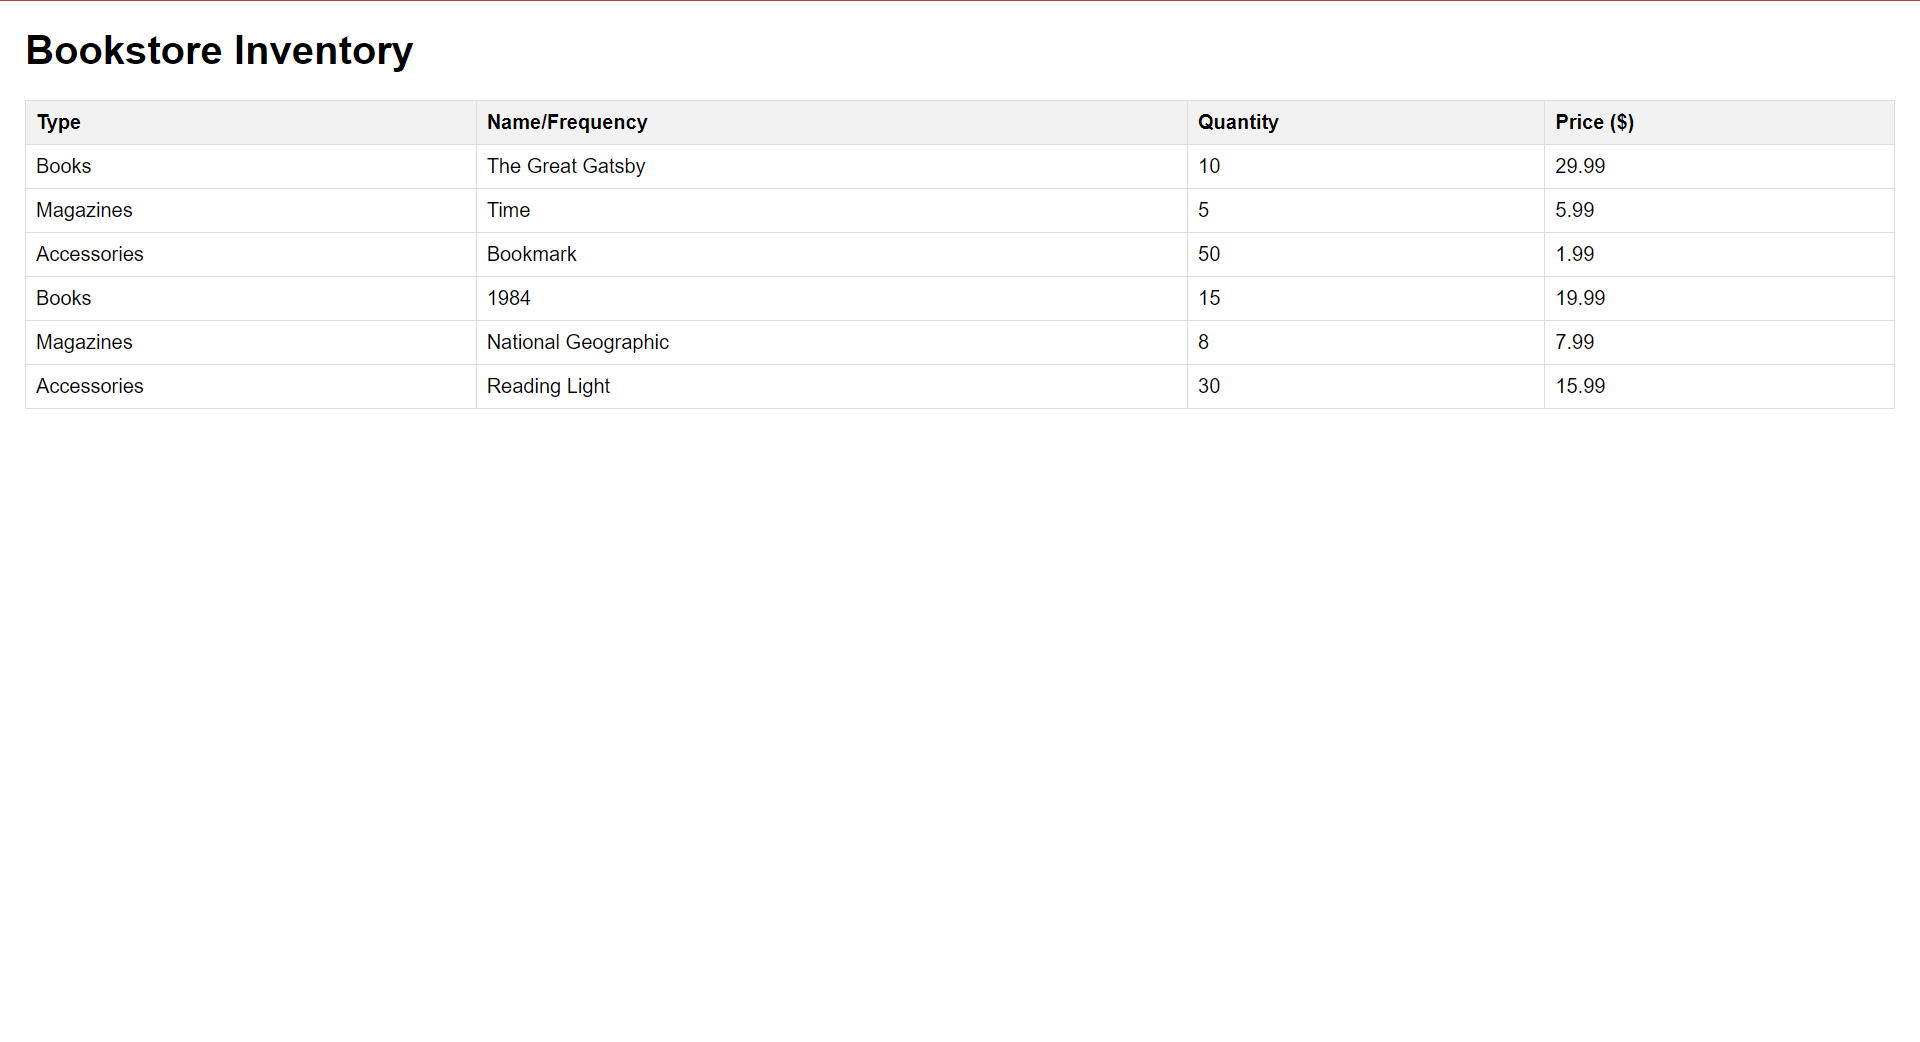 Bookstore Inventory
Type Name/Frequency Quantity Price ($)
Books The Great Gatsby 10 29.99
Magazines Time 5 5.99
Accessories Bookmark 50 1.99
Books 1984 15 19.99
Magazines National Geographic 8 7.99
Accessories Reading Light 30 15.99